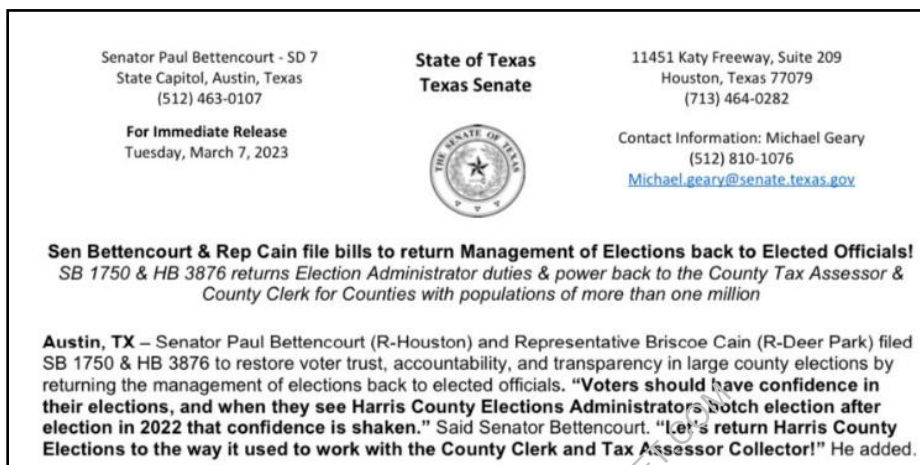 Senator Paul Bettencourt - SD 7
State Capitol, Austin, Texas
(512) 463-0107
For Immediate Release
Tuesday, March 7, 2023
State of Texas
Texas Senate
THE SENATE OF TEXAS
11451 Katy Freeway, Suite 209
Houston, Texas 77079
(713) 464-0282
Contact Information: Michael Geary
(512) 810-1076
Michael.geary@senate.texas.gov
Sen Bettencourt & Rep Cain file bills to return Management of Elections back to Elected Officials!
SB 1750 & HB 3876 returns Election Administrator duties & power back to the County Tax Assessor &
County Clerk for Counties with populations of more than one million
Austin, TX – Senator Paul Bettencourt (R-Houston) and Representative Briscoe Cain (R-Deer Park) filed
SB 1750 & HB 3876 to restore voter trust, accountability, and transparency in large county elections by
returning the management of elections back to elected officials. “Voters should have confidence in
their elections, and when they see Harris County Elections Administrators botch election after
election in 2022 that confidence is shaken.” Said Senator Bettencourt. “Let's return Harris County
Elections to the way it used to work with the County Clerk and Tax Assessor Collector!” He added.